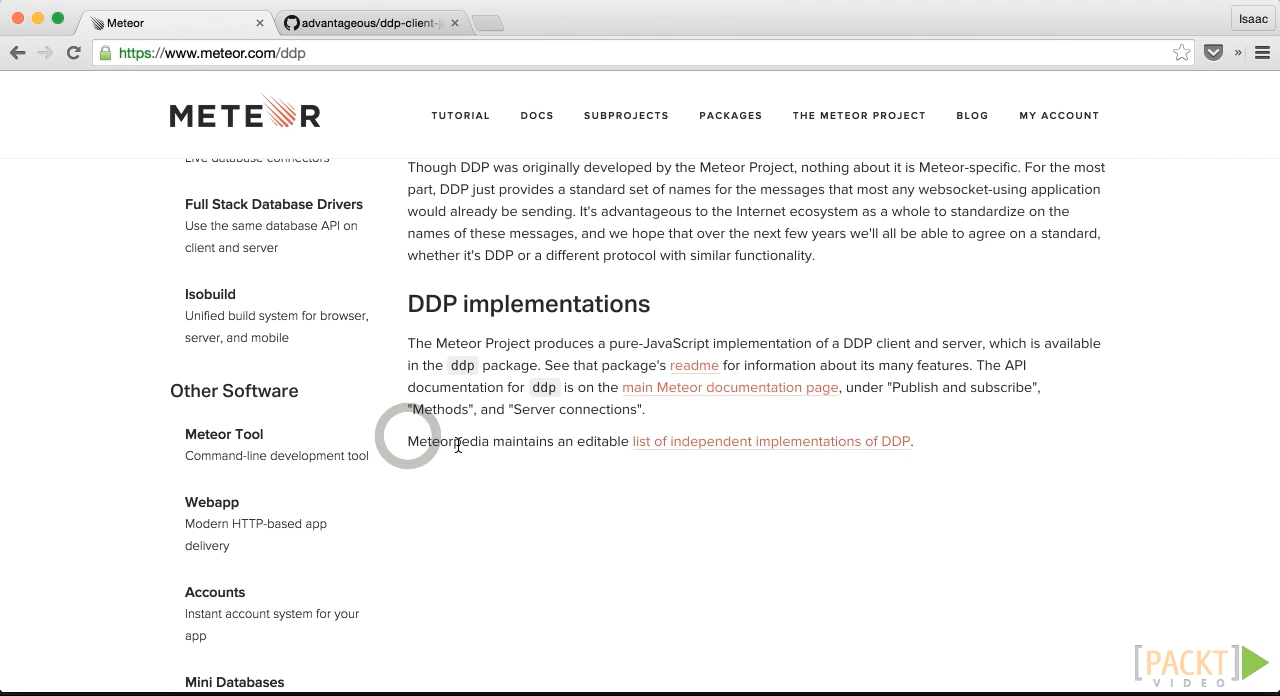 Meteor
advantageous/ddp-client-ja
Isaac
https://www.meteor.com/ddp
»
METEOR
TUTORIAL
DOCS
SUBPROJECTS
PACKAGES
THE METEOR PROJECT
BLOG
MY ACCOUNT
Live database connectors
Full Stack Database Drivers
Use the same database API on
client and server
Isobuild
Unified build system for browser,
server, and mobile
Other Software
Meteor Tool
Command-line development tool
Webapp
Modern HTTP-based app
delivery
Accounts
Instant account system for your
app
Mini Databases
Though DDP was originally developed by the Meteor Project, nothing about it is Meteor-specific. For the most
part, DDP just provides a standard set of names for the messages that most any websocket-using application
would already be sending. It's advantageous to the Internet ecosystem as a whole to standardize on the
names of these messages, and we hope that over the next few years we'll all be able to agree on a standard,
whether it's DDP or a different protocol with similar functionality.
DDP implementations
The Meteor Project produces a pure-JavaScript implementation of a DDP client and server, which is available
in the ddp package. See that package's readme for information about its many features. The API
documentation for ddp is on the main Meteor documentation page, under "Publish and subscribe",
"Methods", and "Server connections".
Meteorpedia maintains an editable list of independent implementations of DDP.
[PACKT]
VIDEO